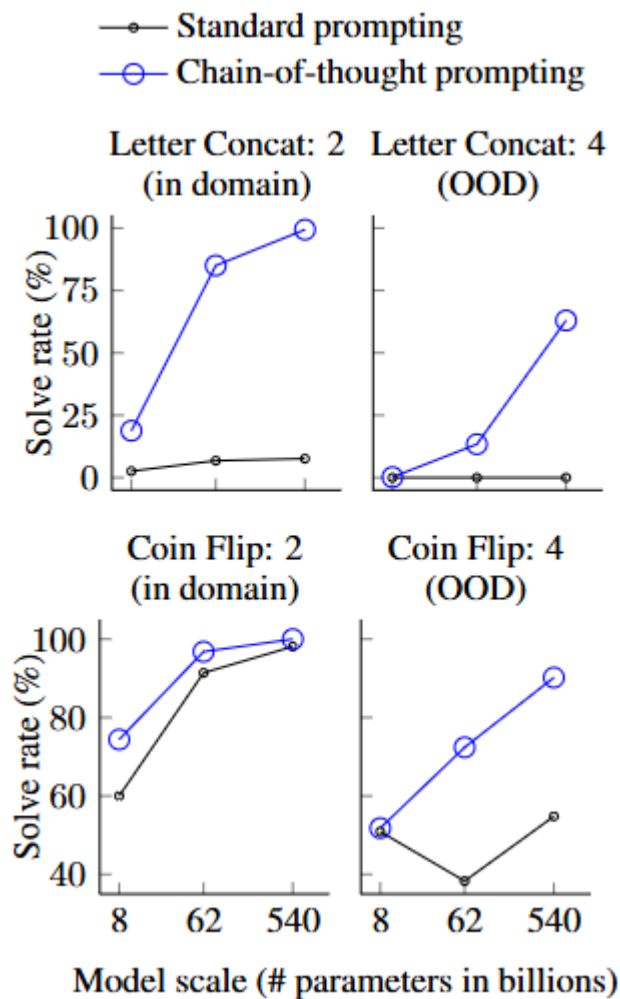 Standard prompting
Chain-of-thought prompting
Letter Concat: 2
(in domain)
Letter Concat: 4
(OOD)
Solve rate (%)
100
75
50
25
0
Coin Flip: 2
(in domain)
Coin Flip: 4
(OOD)
Solve rate (%)
100
80
60
40
8 62 540
8 62 540
Model scale (# parameters in billions)